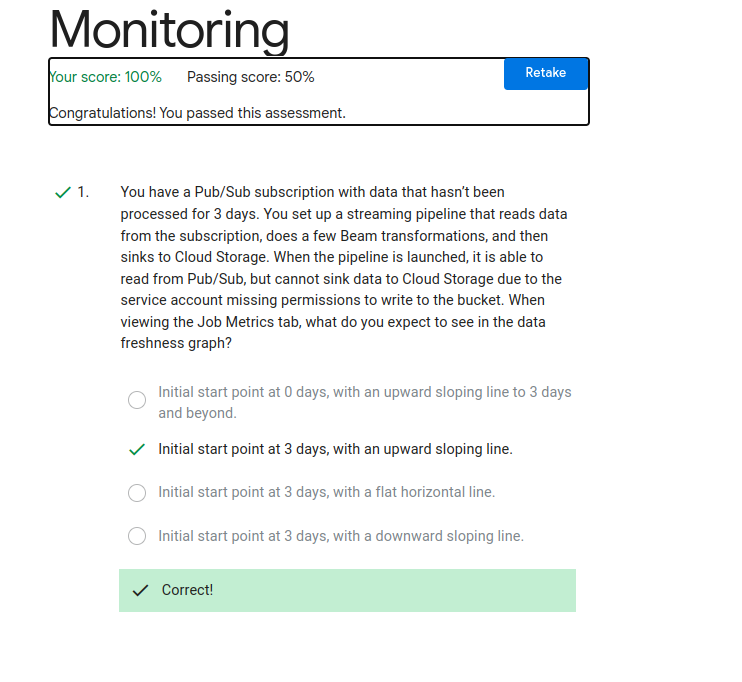 Monitoring
Your score: 100% Passing score: 50% Retake
Congratulations! You passed this assessment.
1. You have a Pub/Sub subscription with data that hasn't been
processed for 3 days. You set up a streaming pipeline that reads data
from the subscription, does a few Beam transformations, and then
sinks to Cloud Storage. When the pipeline is launched, it is able to
read from Pub/Sub, but cannot sink data to Cloud Storage due to the
service account missing permissions to write to the bucket. When
viewing the Job Metrics tab, what do you expect to see in the data
freshness graph?
Initial start point at 0 days, with an upward sloping line to 3 days
and beyond.
Initial start point at 3 days, with an upward sloping line.
Initial start point at 3 days, with a flat horizontal line.
Initial start point at 3 days, with a downward sloping line.
Correct!